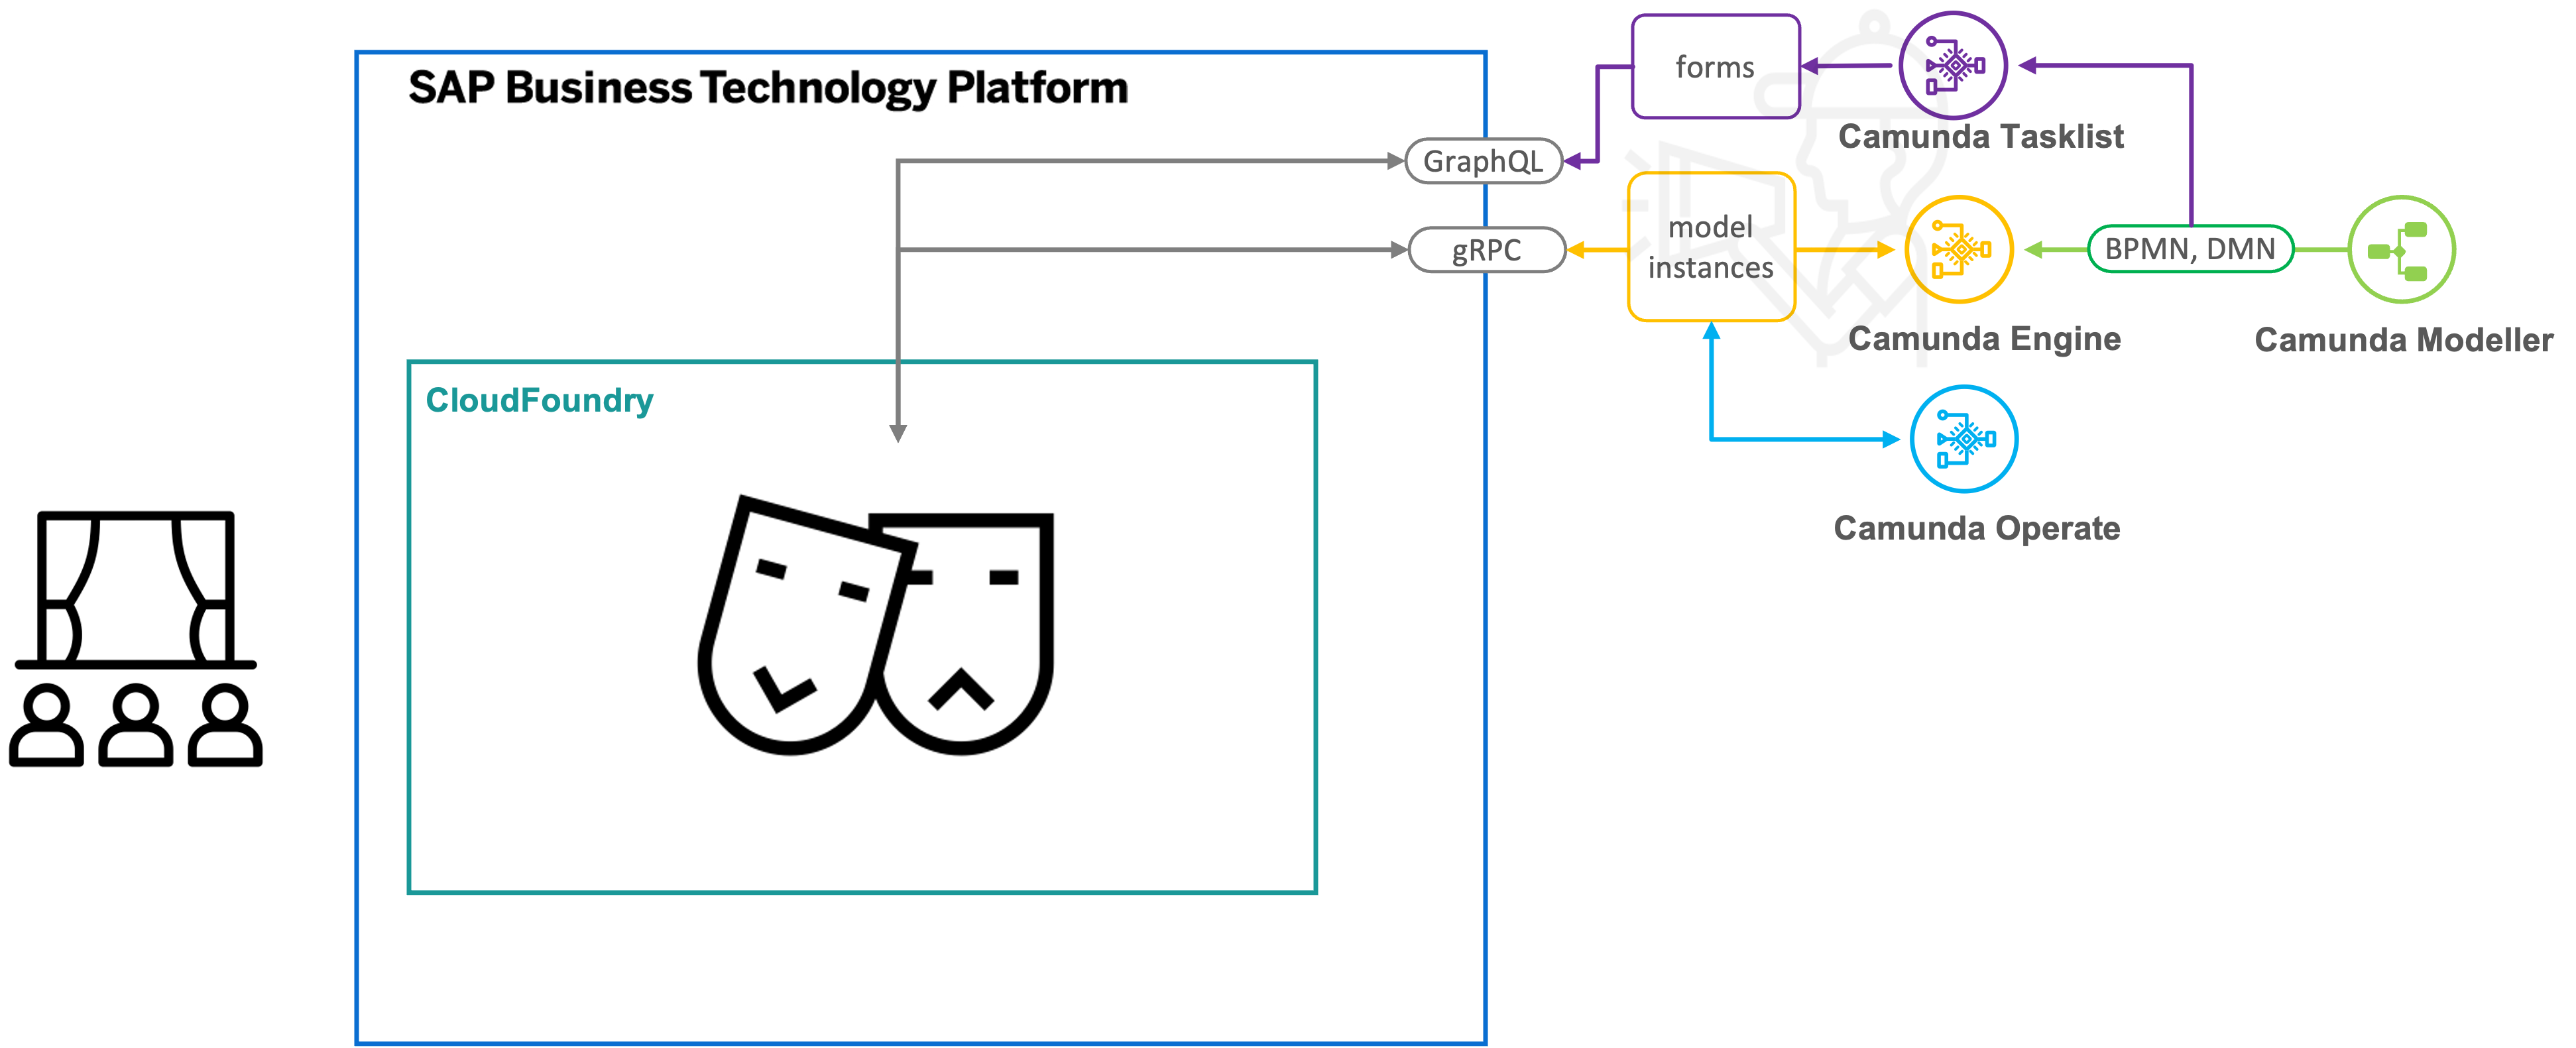 SAP Business Technology Platform
forms
Camunda Tasklist
GraphQL
gRPC
model
instances
BPMN, DMN
Camunda Engine
Camunda Modeller
CloudFoundry
Camunda Operate